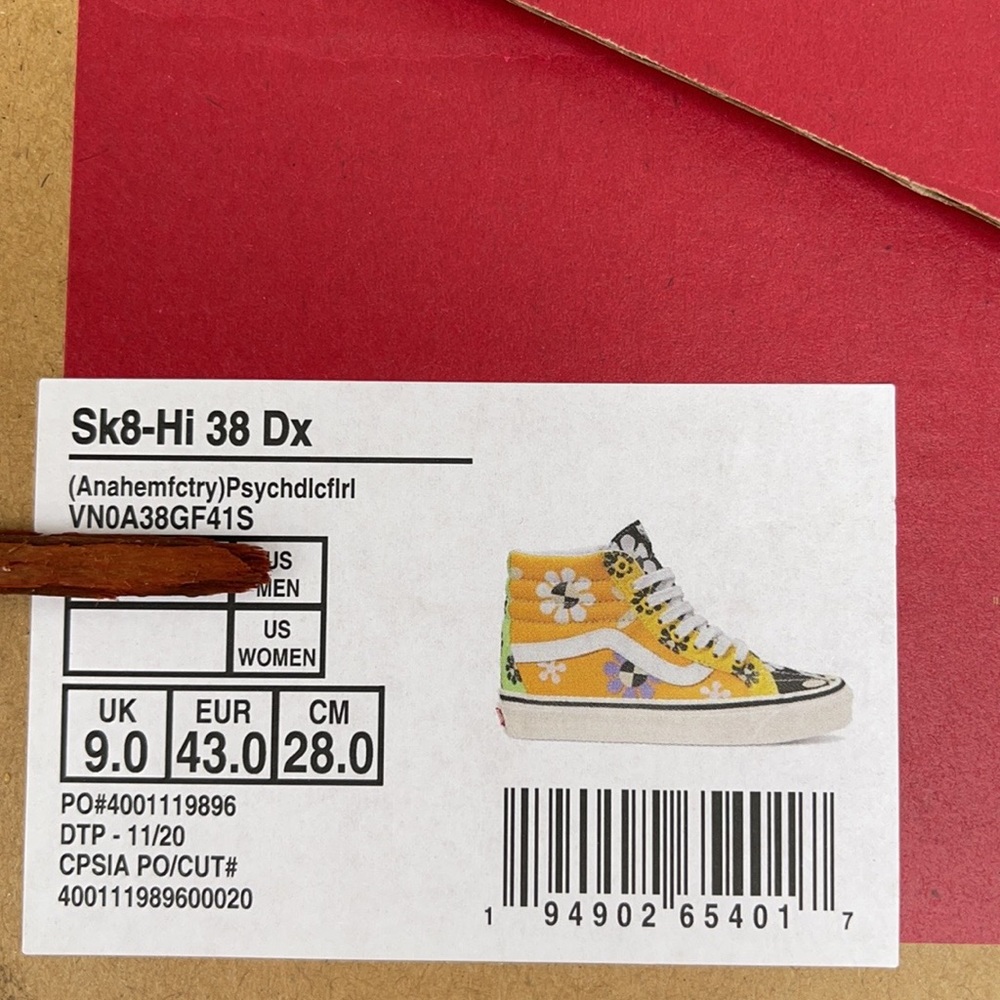 Sk8-Hi 38 Dx
(Anahemfctry)Psychdlcflrl
VN0A38GF41S
US
MEN
US
WOMEN
UK EUR CM
9.0 43.0 28.0
PO#4001119896
DTP - 11/20
CPSIA PO/CUT#
400111989600020
1 94902 65401 7